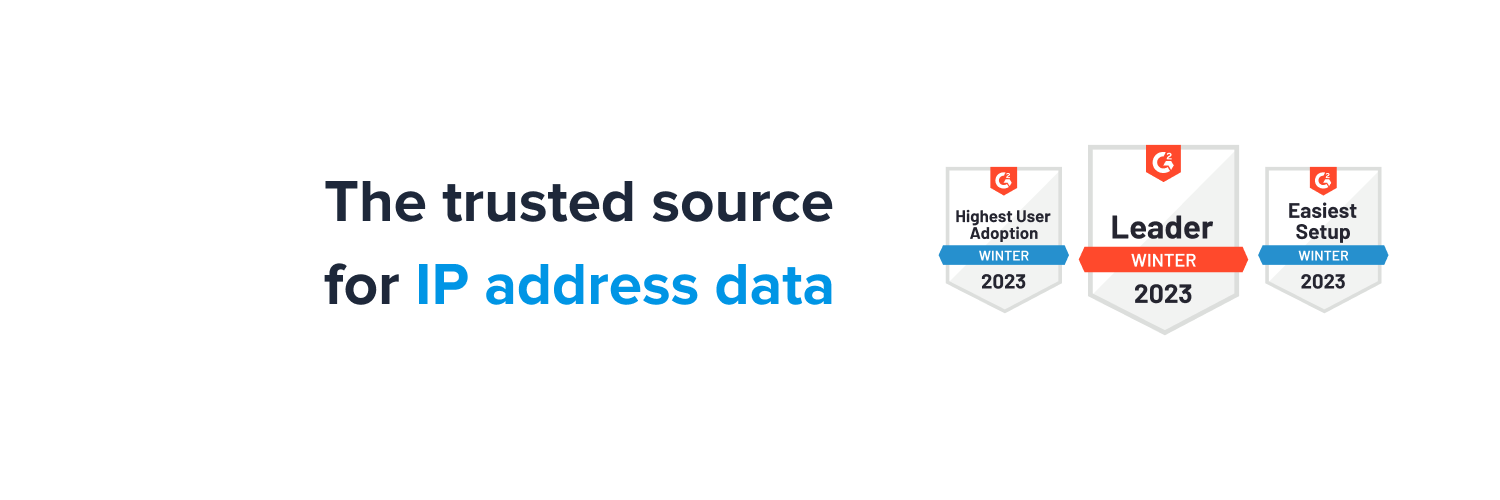 The trusted source
for IP address data
G2
Highest User
Adoption
WINTER
2023
G2
Leader
WINTER
2023
G2
Easiest
Setup
WINTER
2023